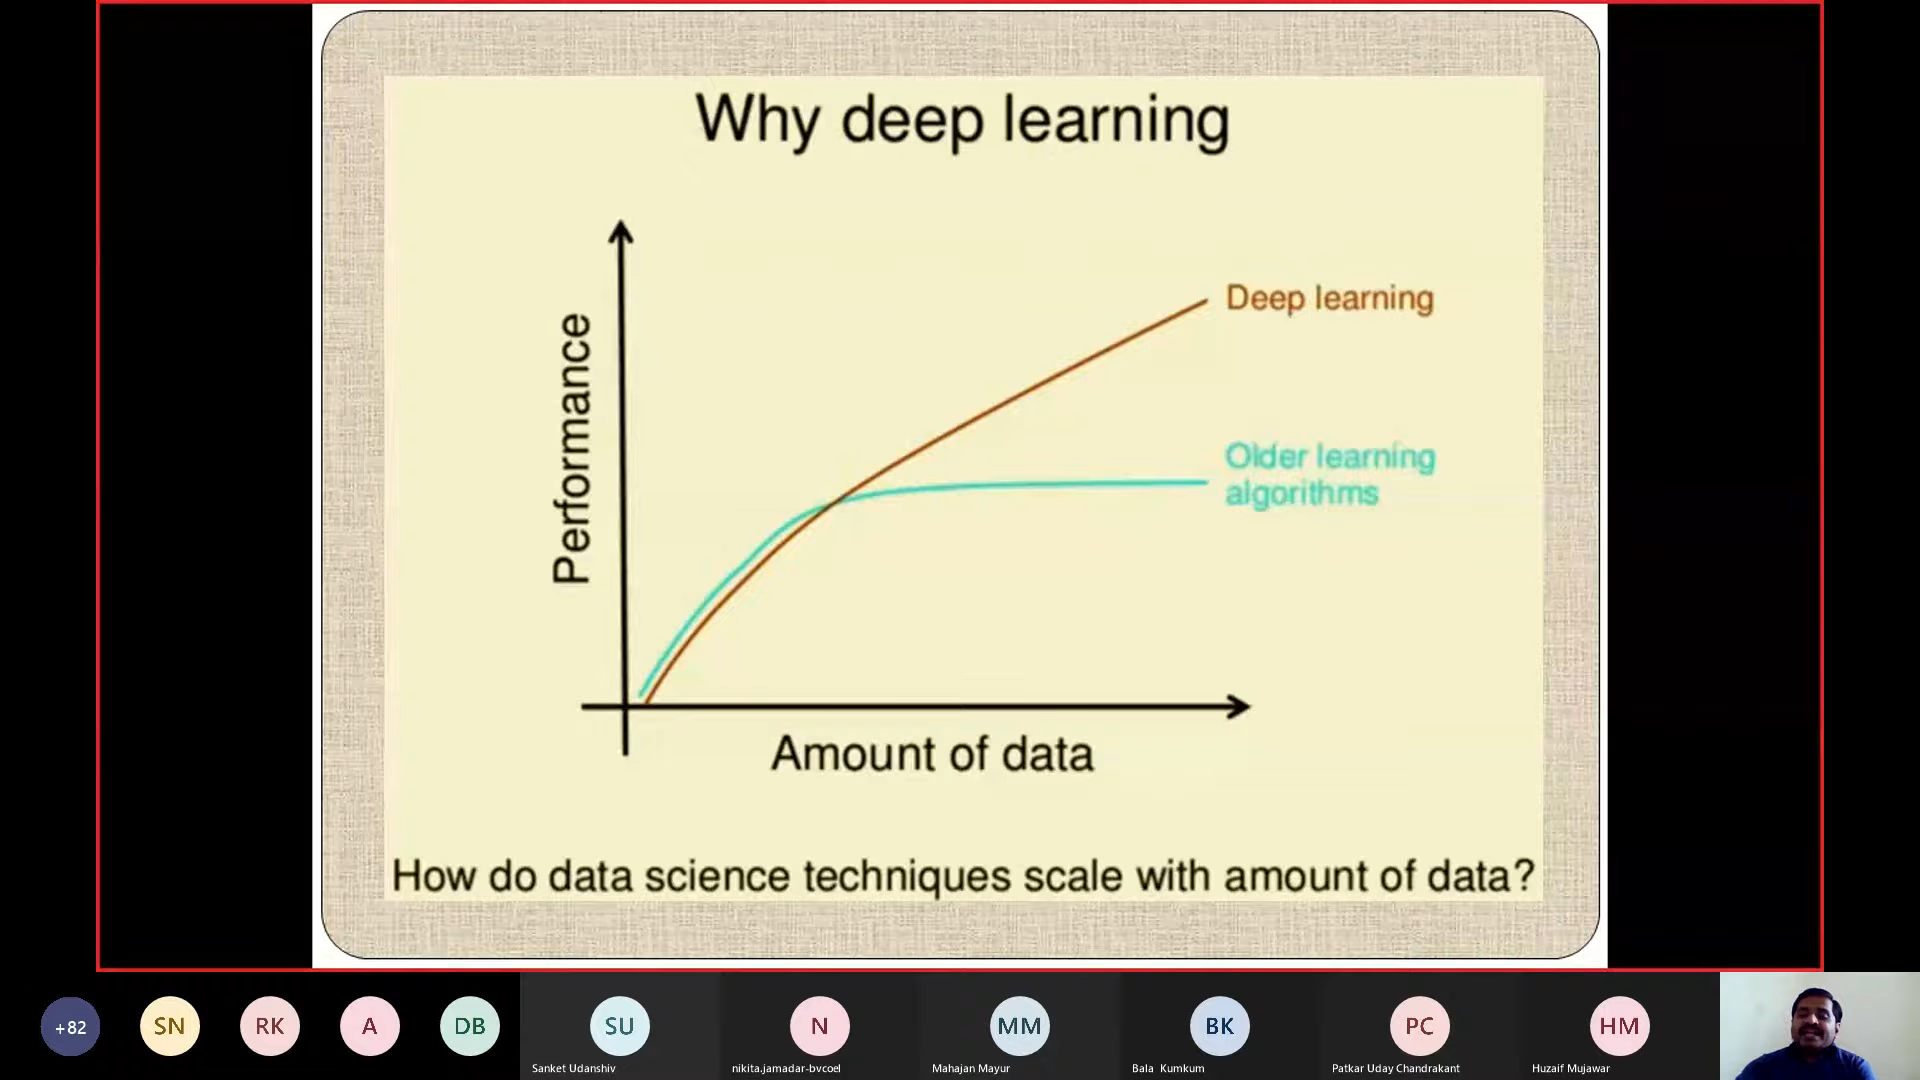 Why deep learning
Performance
Deep learning
Older learning
algorithms
Amount of data
How do data science techniques scale with amount of data?
+82
SN
RK
A
DB
SU
N
MM
BK
PC
HM
Sanket Udanshiv
nikita.jamadar-bvcoel
Mahajan Mayur
Bala Kumkum
Patkar Uday Chandrakant
Huzaif Mujawar